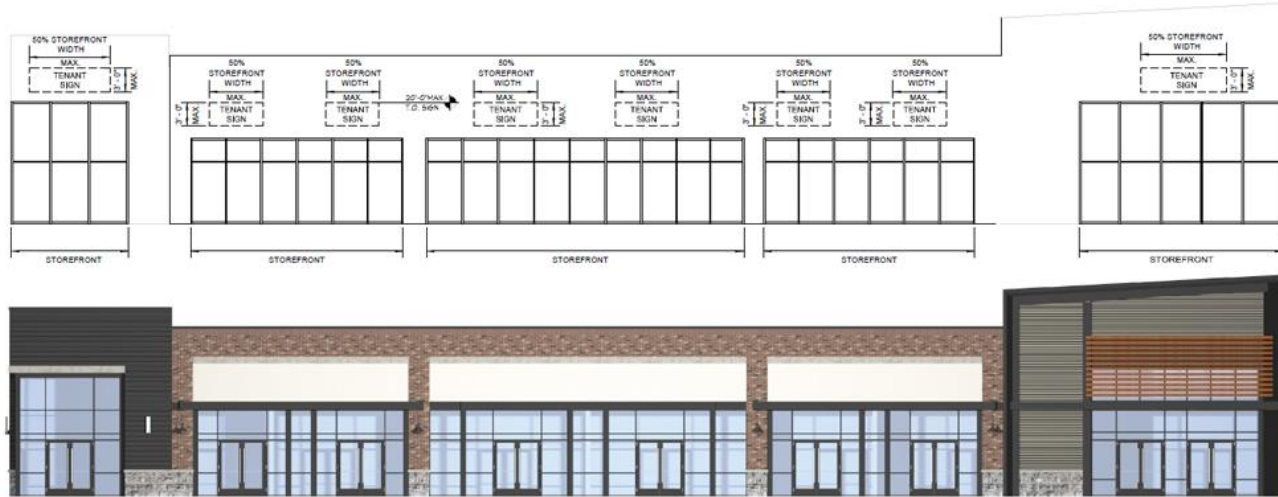 50% STOREFRONT
WIDTH
MAX.
TENANT
SIGN
3'-0"
MAX.
50%
STOREFRONT
WIDTH
MAX.
TENANT
SIGN
3'-0"
MAX.
50%
STOREFRONT
WIDTH
MAX.
TENANT
SIGN
20'-0"MAX
T.O. SIGN
50%
STOREFRONT
WIDTH
MAX.
TENANT
SIGN
3'-0"
MAX.
50%
STOREFRONT
WIDTH
MAX.
TENANT
SIGN
50%
STOREFRONT
WIDTH
MAX.
TENANT
SIGN
3'-0"
MAX.
50%
STOREFRONT
WIDTH
MAX.
TENANT
SIGN
3'-0"
MAX.
50% STOREFRONT
WIDTH
MAX.
TENANT
SIGN
3'-0"
MAX.
STOREFRONT
STOREFRONT
STOREFRONT
STOREFRONT
STOREFRONT